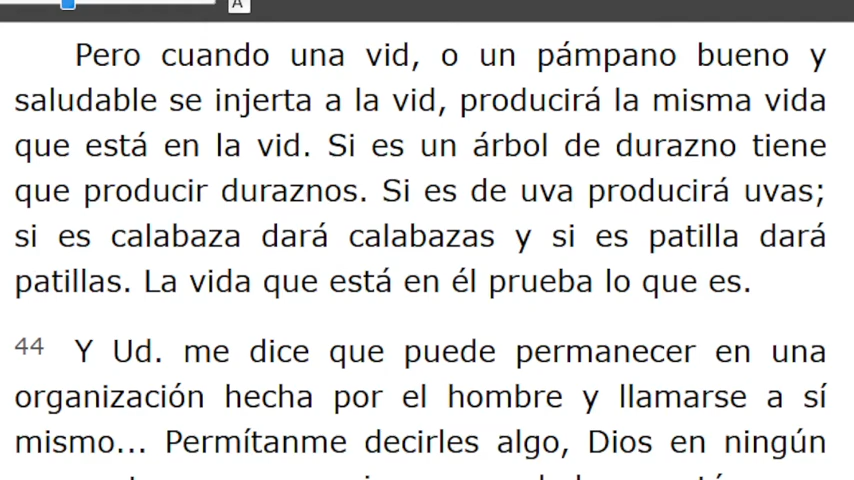 A
Pero cuando una vid, o un pámpano bueno y
saludable se injerta a la vid, producirá la misma vida
que está en la vid. Si es un árbol de durazno tiene
que producir duraznos. Si es de uva producirá uvas;
si es calabaza dará calabazas y si es patilla dará
patillas. La vida que está en él prueba lo que es.
44 Y Ud. me dice que puede permanecer en una
organización hecha por el hombre y llamarse a sí
mismo... Permítanme decirles algo, Dios en ningún